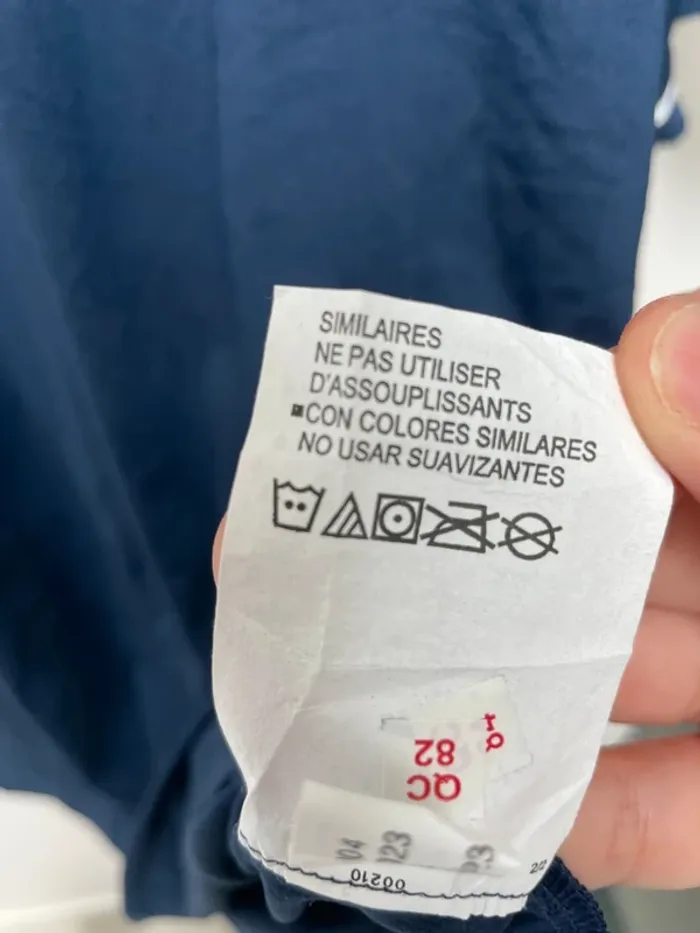 SIMILAIRES
NE PAS UTILISER
D'ASSOUPLISSANTS
CON COLORES SIMILARES
NO USAR SUAVIZANTES
QC
82
00210